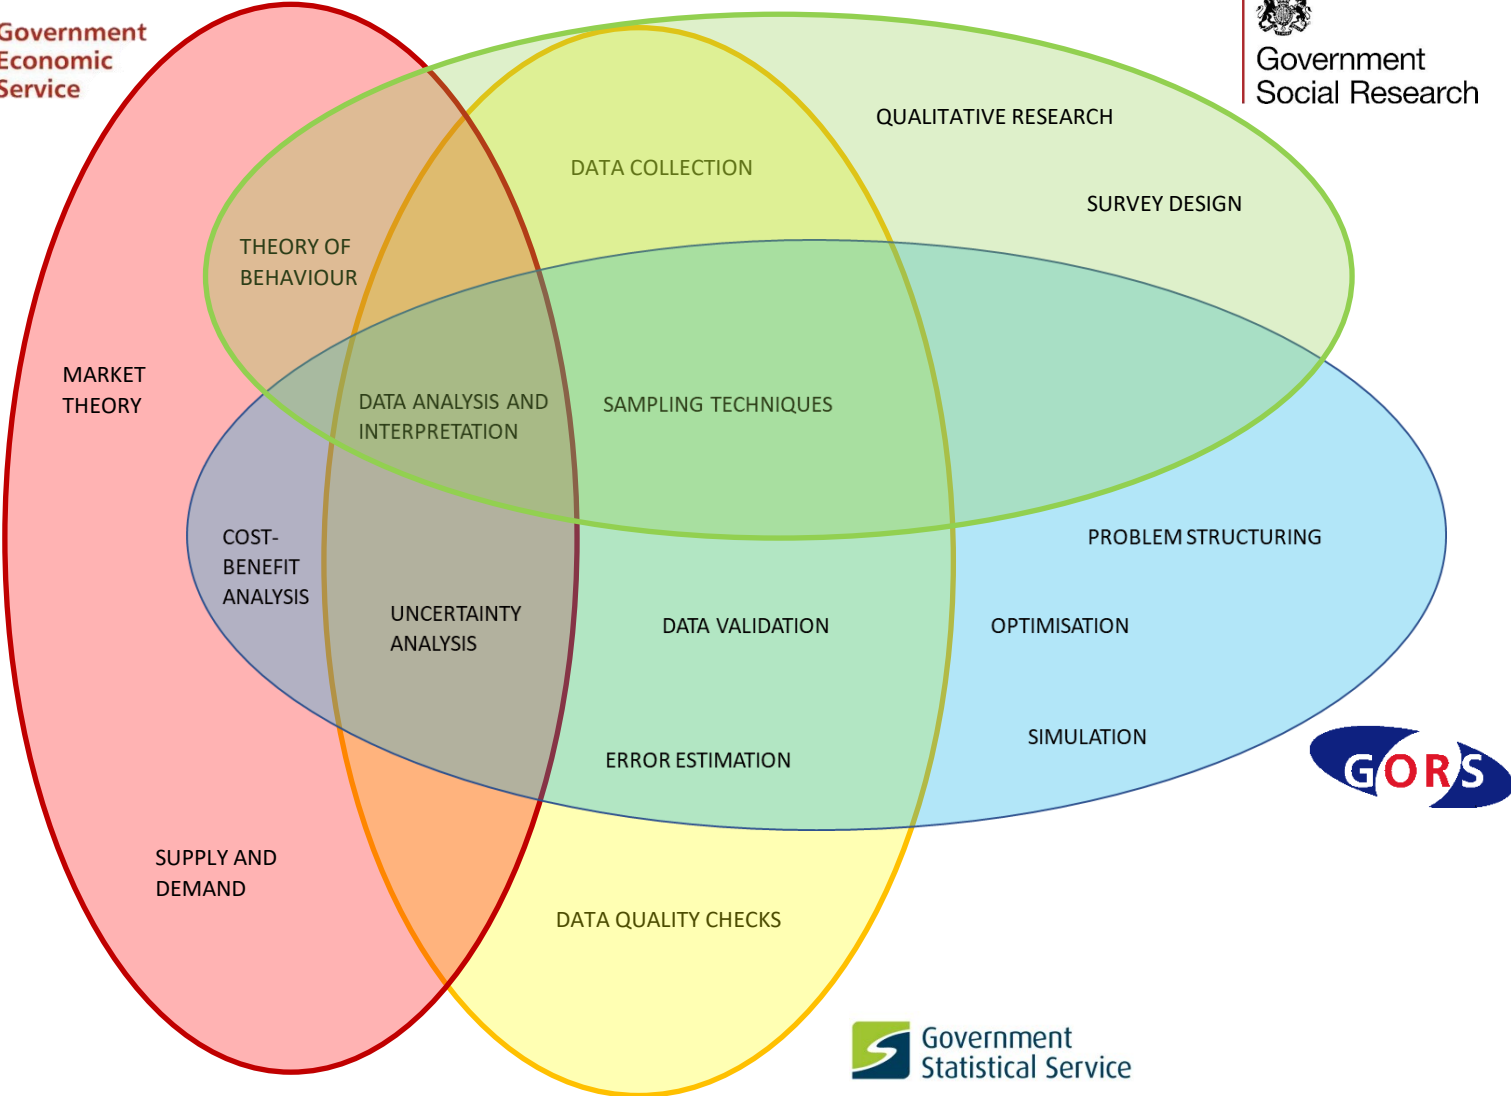 Government
Economic
Service
Government
Social Research
QUALITATIVE RESEARCH
DATA COLLECTION
SURVEY DESIGN
THEORY OF
BEHAVIOUR
MARKET
THEORY
DATA ANALYSIS AND
INTERPRETATION
SAMPLING TECHNIQUES
COST-
BENEFIT
ANALYSIS
PROBLEM STRUCTURING
UNCERTAINTY
ANALYSIS
DATA VALIDATION
OPTIMISATION
SIMULATION
ERROR ESTIMATION
GORS
SUPPLY AND
DEMAND
DATA QUALITY CHECKS
Government
Statistical Service